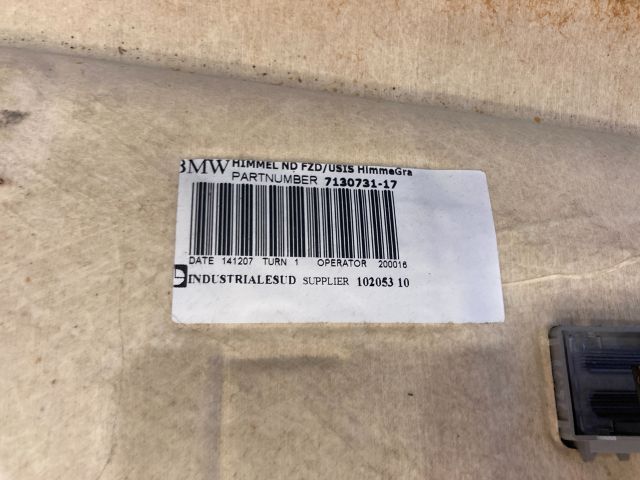 BMW HIMMEL ND FZD/USIS HimmeGra
PARTNUMBER 7130731-17
DATE 141207 TURN 1 OPERATOR 200016
INDUSTRIALESUD SUPPLIER 102053 10